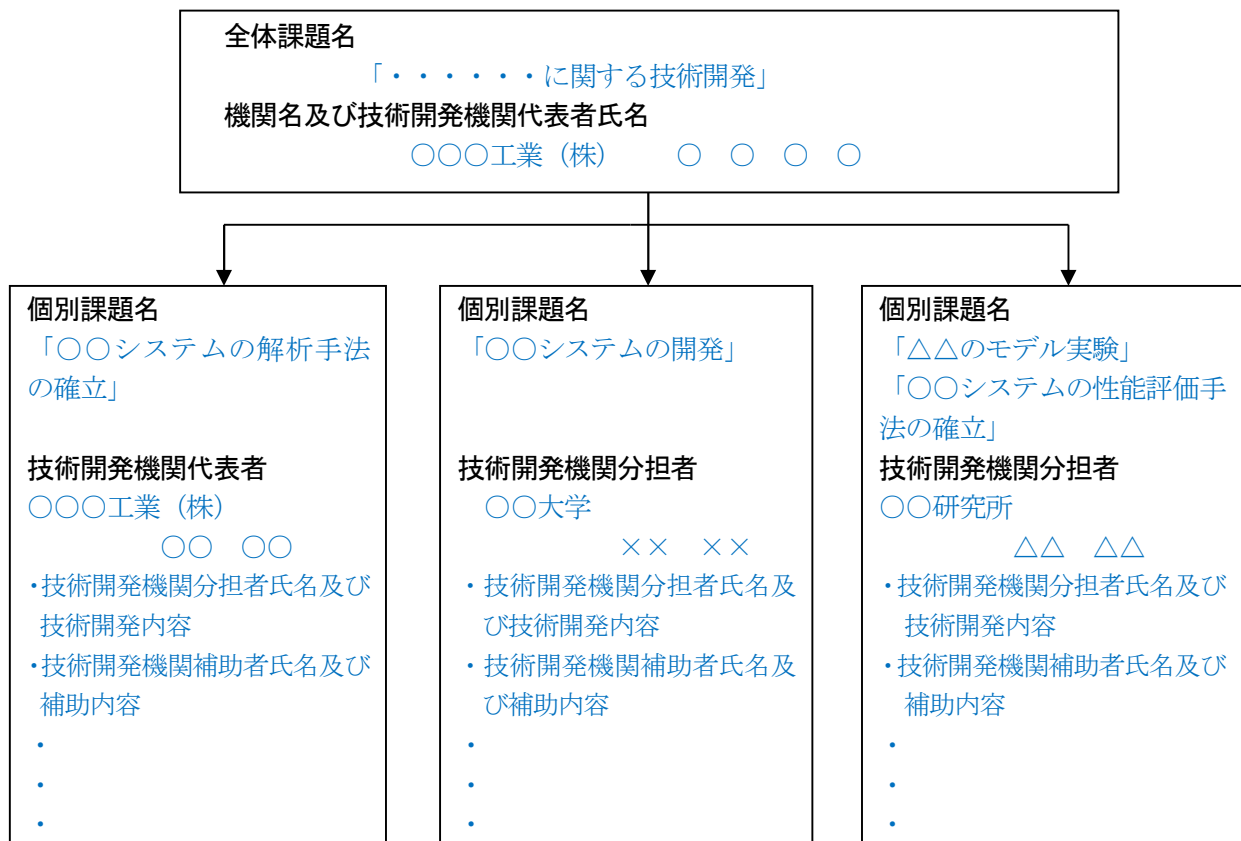 全体課題名
「・・・・・・に関する技術開発」
機関名及び技術開発機関代表者氏名
○○○工業（株）　　○　○　○　○
個別課題名
「○○システムの解析手法
の確立」
技術開発機関代表者
○○○工業（株）
○○　○○
・技術開発機関分担者氏名及び
技術開発内容
・技術開発機関補助者氏名及び
補助内容
・
・
・
個別課題名
「○○システムの開発」
技術開発機関分担者
○○大学
××　××
・技術開発機関分担者氏名及
び技術開発内容
・技術開発機関補助者氏名及
び補助内容
・
・
・
個別課題名
「△△のモデル実験」
「○○システムの性能評価手
法の確立」
技術開発機関分担者
○○研究所
△△　△△
・技術開発機関分担者氏名及び
技術開発内容
・技術開発機関補助者氏名及び
補助内容
・
・
・